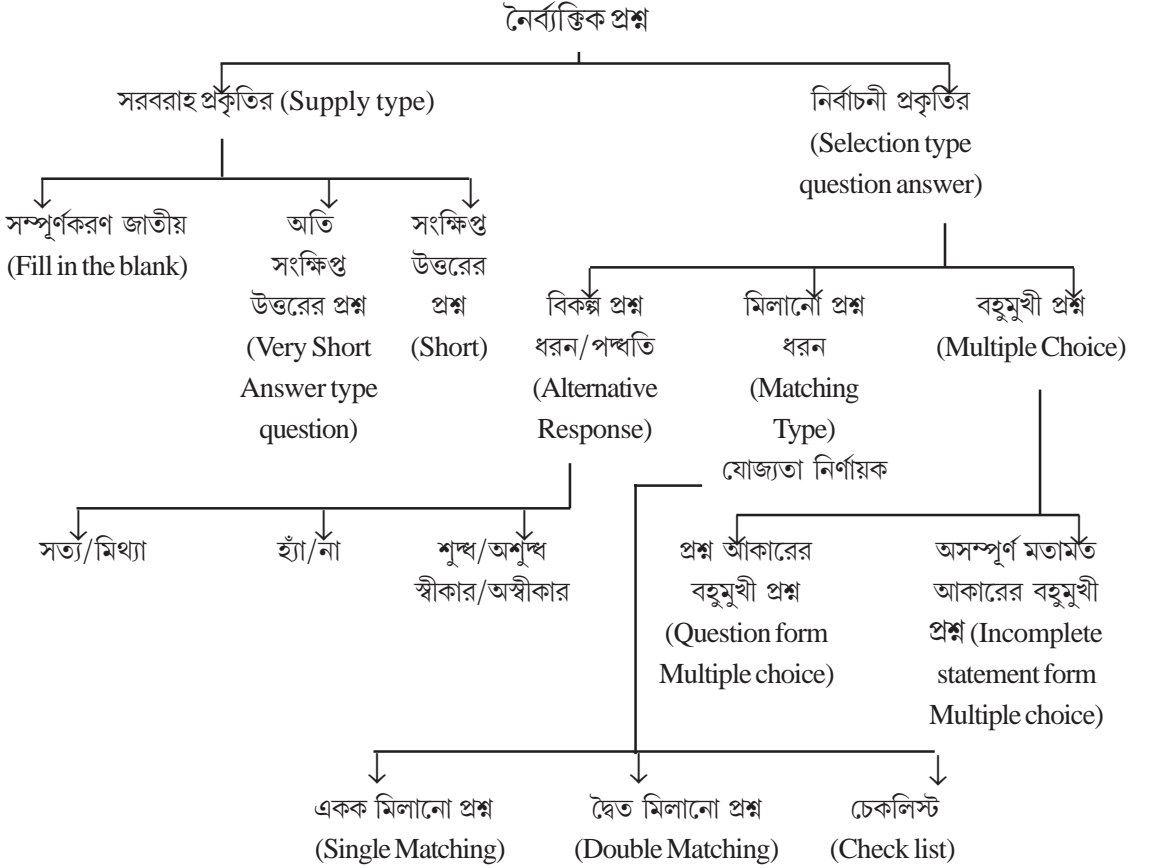 নৈর্ব্যক্তিক প্রশ্ন
সরবরাহ প্রকৃতির (Supply type)
নির্বাচনী প্রকৃতির
(Selection type
question answer)
সম্পূর্ণকরণ জাতীয়
(Fill in the blank)
অতি
সংক্ষিপ্ত
উত্তরের প্রশ্ন
(Very Short
Answer type
question)
সংক্ষিপ্ত
উত্তরের
প্রশ্ন
(Short)
বিকল্প প্রশ্ন
ধরন/পদ্ধতি
(Alternative
Response)
মিলানো প্রশ্ন
ধরন
(Matching
Type)
যোজ্যতা নির্ণায়ক
বহুমুখী প্রশ্ন
(Multiple Choice)
সত্য/মিথ্যা
হ্যাঁ/না
শুদ্ধ/অশুদ্ধ
স্বীকার/অস্বীকার
প্রশ্ন আকারের
বহুমুখী প্রশ্ন
(Question form
Multiple choice)
অসম্পূর্ণ মতামত
আকারের বহুমুখী
প্রশ্ন (Incomplete
statement form
Multiple choice)
একক মিলানো প্রশ্ন
(Single Matching)
দ্বৈত মিলানো প্রশ্ন
(Double Matching)
চেকলিস্ট
(Check list)